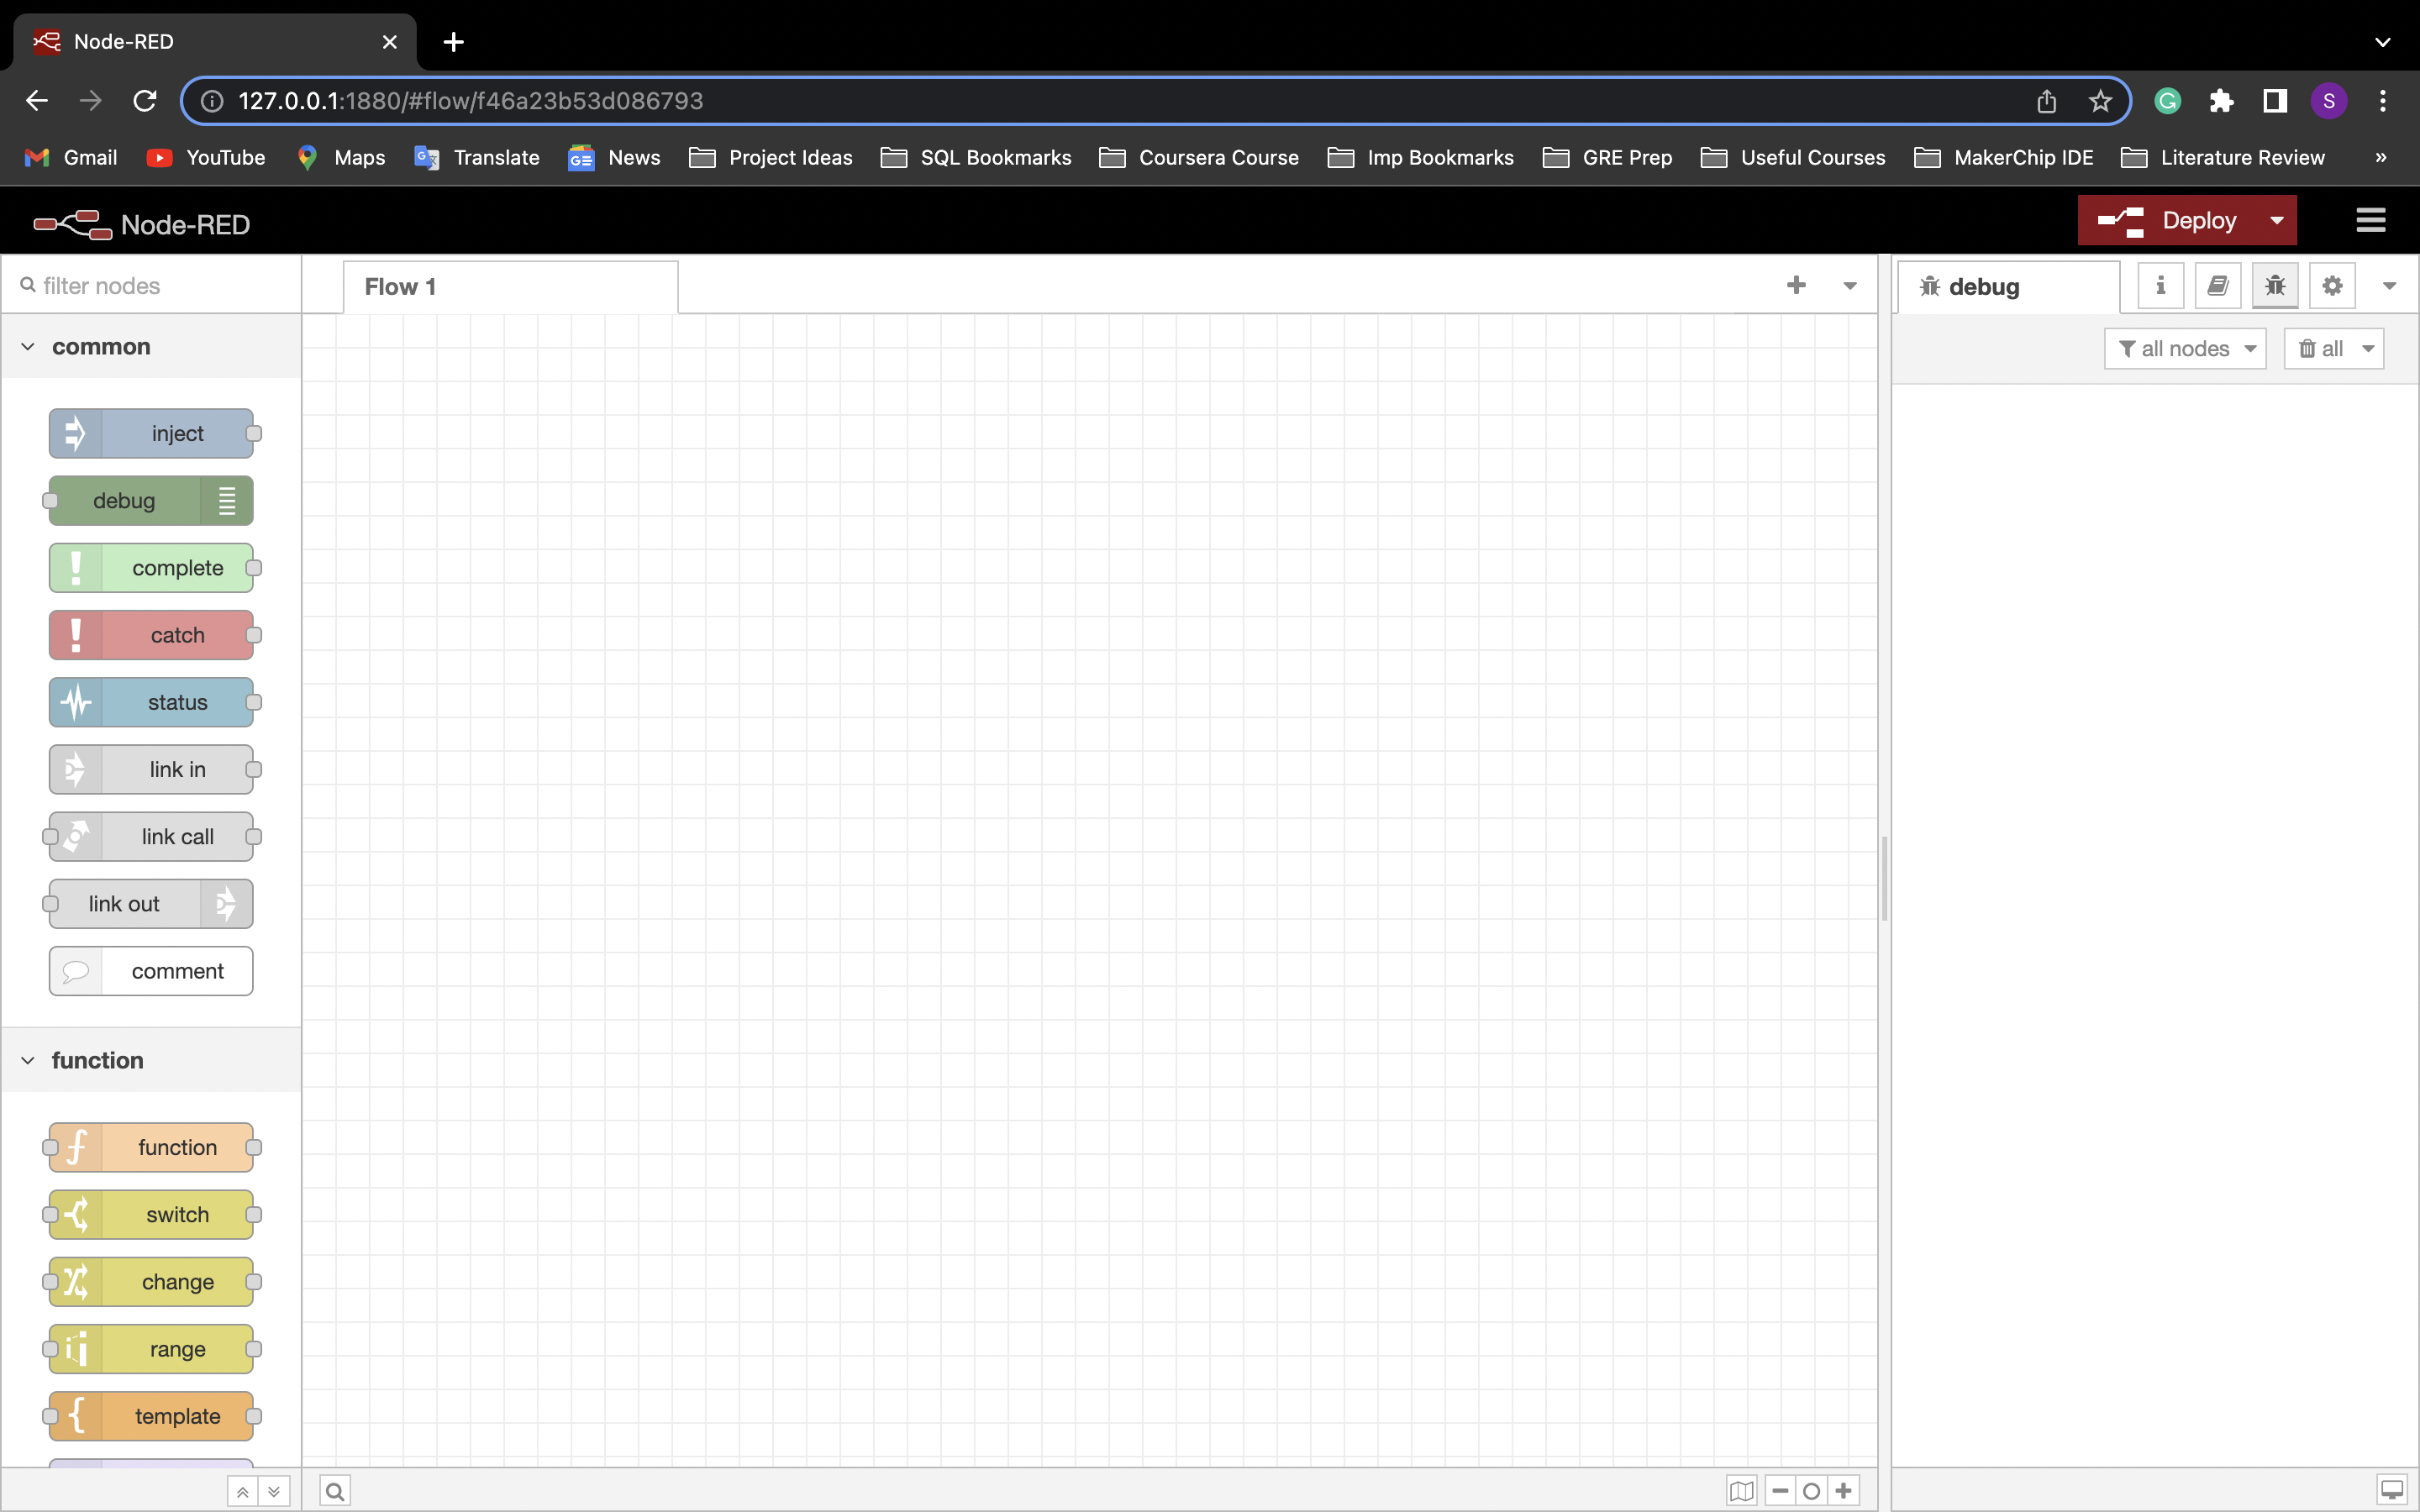 Node-RED
127.0.0.1:1880/#flow/f46a23b53d086793
S
Gmail YouTube Maps Translate News Project Ideas SQL Bookmarks Coursera Course Imp Bookmarks GRE Prep Useful Courses MakerChip IDE Literature Review »
Node-RED Deploy
filter nodes Flow 1 debug
common all nodes all
inject
debug
complete
catch
status
link in
link call
link out
comment
function
function
switch
change
range
template